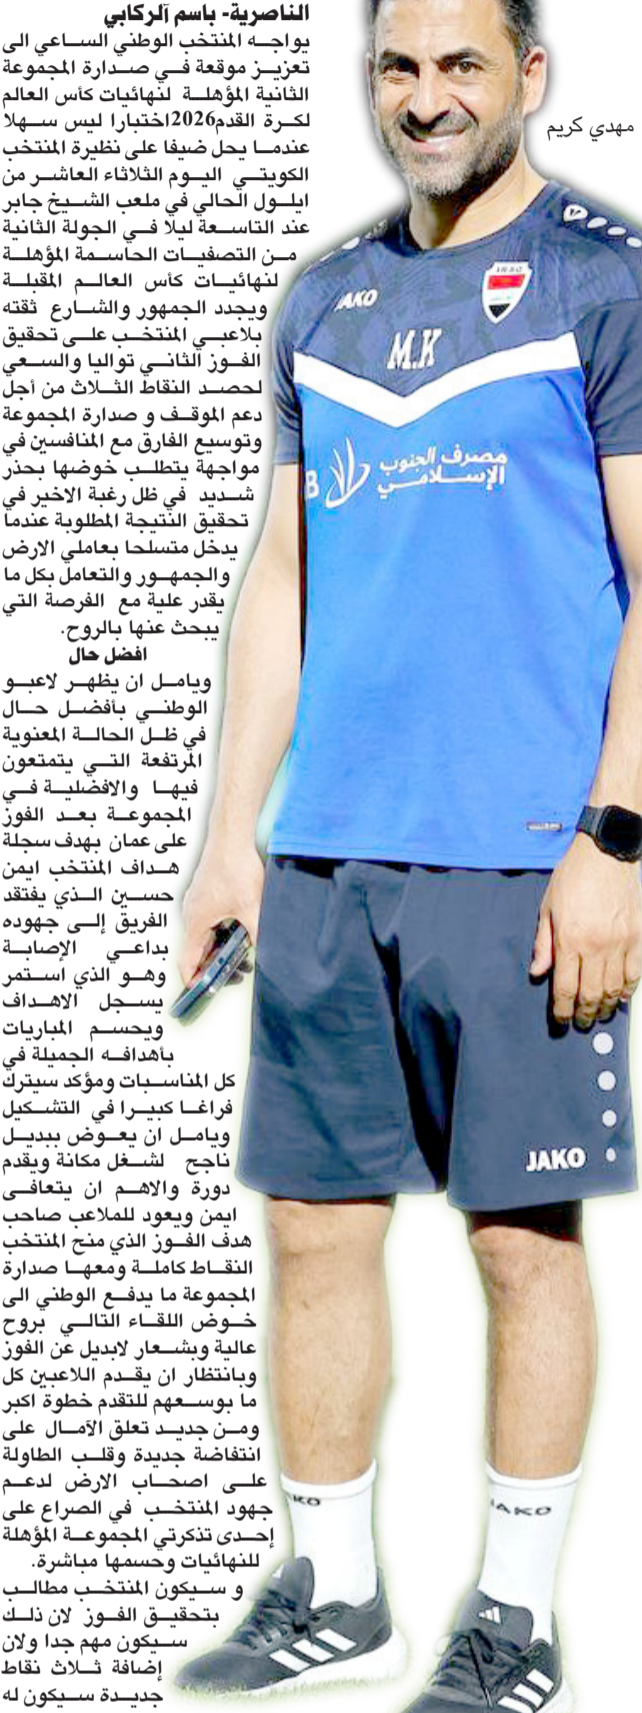 الناصرية- باسم الركابي
يواجه المنتخب الوطني الساعي الى
تعزيز موقعة في صدارة المجموعة
الثانية المؤهلة لنهائيات كأس العالم
لكرة القدم2026اختبارا ليس سهلا
عندما يحل ضيفا على نظيرة المنتخب
الكويتي اليوم الثلاثاء العاشر من
ايلول الحالي في ملعب الشيخ جابر
عند التاسعة ليلا في الجولة الثانية
من التصفيات الحاسمة المؤهلة
لنهائيات كأس العالم المقبلة
ويجدد الجمهور والشارع ثقته
بلاعبي المنتخب على تحقيق
الفوز الثاني تواليا والسعي
لحصد النقاط الثلاث من أجل
دعم الموقف و صدارة المجموعة
وتوسيع الفارق مع المنافسين في
مواجهة يتطلب خوضها بحذر
شديد في ظل رغبة الاخير في
تحقيق النتيجة المطلوبة عندما
يدخل متسلحا بعاملي الارض
والجمهور والتعامل بكل ما
يقدر علية مع الفرصة التي
يبحث عنها بالروح.
افضل حال
ويامل ان يظهر لاعبو
الوطني بأفضل حال
في ظل الحالة المعنوية
المرتفعة التي يتمتعون
فيها والافضلية في
المجموعة بعد الفوز
على عمان بهدف سجلة
هداف المنتخب ايمن
حسين الذي يفتقد
الفريق إلى جهوده
بداعي الإصابة
وهو الذي استمر
يسجل الاهداف
ويحسم المباريات
بأهدافه الجميلة في
كل المناسبات ومؤكد سيترك
فراغا كبيرا في التشكيل
ويامل ان يعوض ببديل
ناجح لشغل مكانة ويقدم
دورة والاهم ان يتعافى
ايمن ويعود للملاعب صاحب
هدف الفوز الذي منح المنتخب
النقاط كاملة ومعها صدارة
المجموعة ما يدفع الوطني الى
خوض اللقاء التالي بروح
عالية وبشعار لابديل عن الفوز
وبانتظار ان يقدم اللاعبين كل
ما بوسعهم للتقدم خطوة اكبر
ومن جديد تعلق الآمال على
انتفاضة جديدة وقلب الطاولة
على اصحاب الارض لدعم
جهود المنتخب في الصراع على
إحدى تذكرتي المجموعة المؤهلة
للنهائيات وحسمها مباشرة.
و سيكون المنتخب مطالب
بتحقيق الفوز لان ذلك
سيكون مهم جدا ولان
إضافة ثلاث نقاط
جديدة سيكون له
مهدي كريم
IRAQ
JAKO
M.K
مصرف الجنوب
الإسلامي
B
JAKO
KO
JAKO